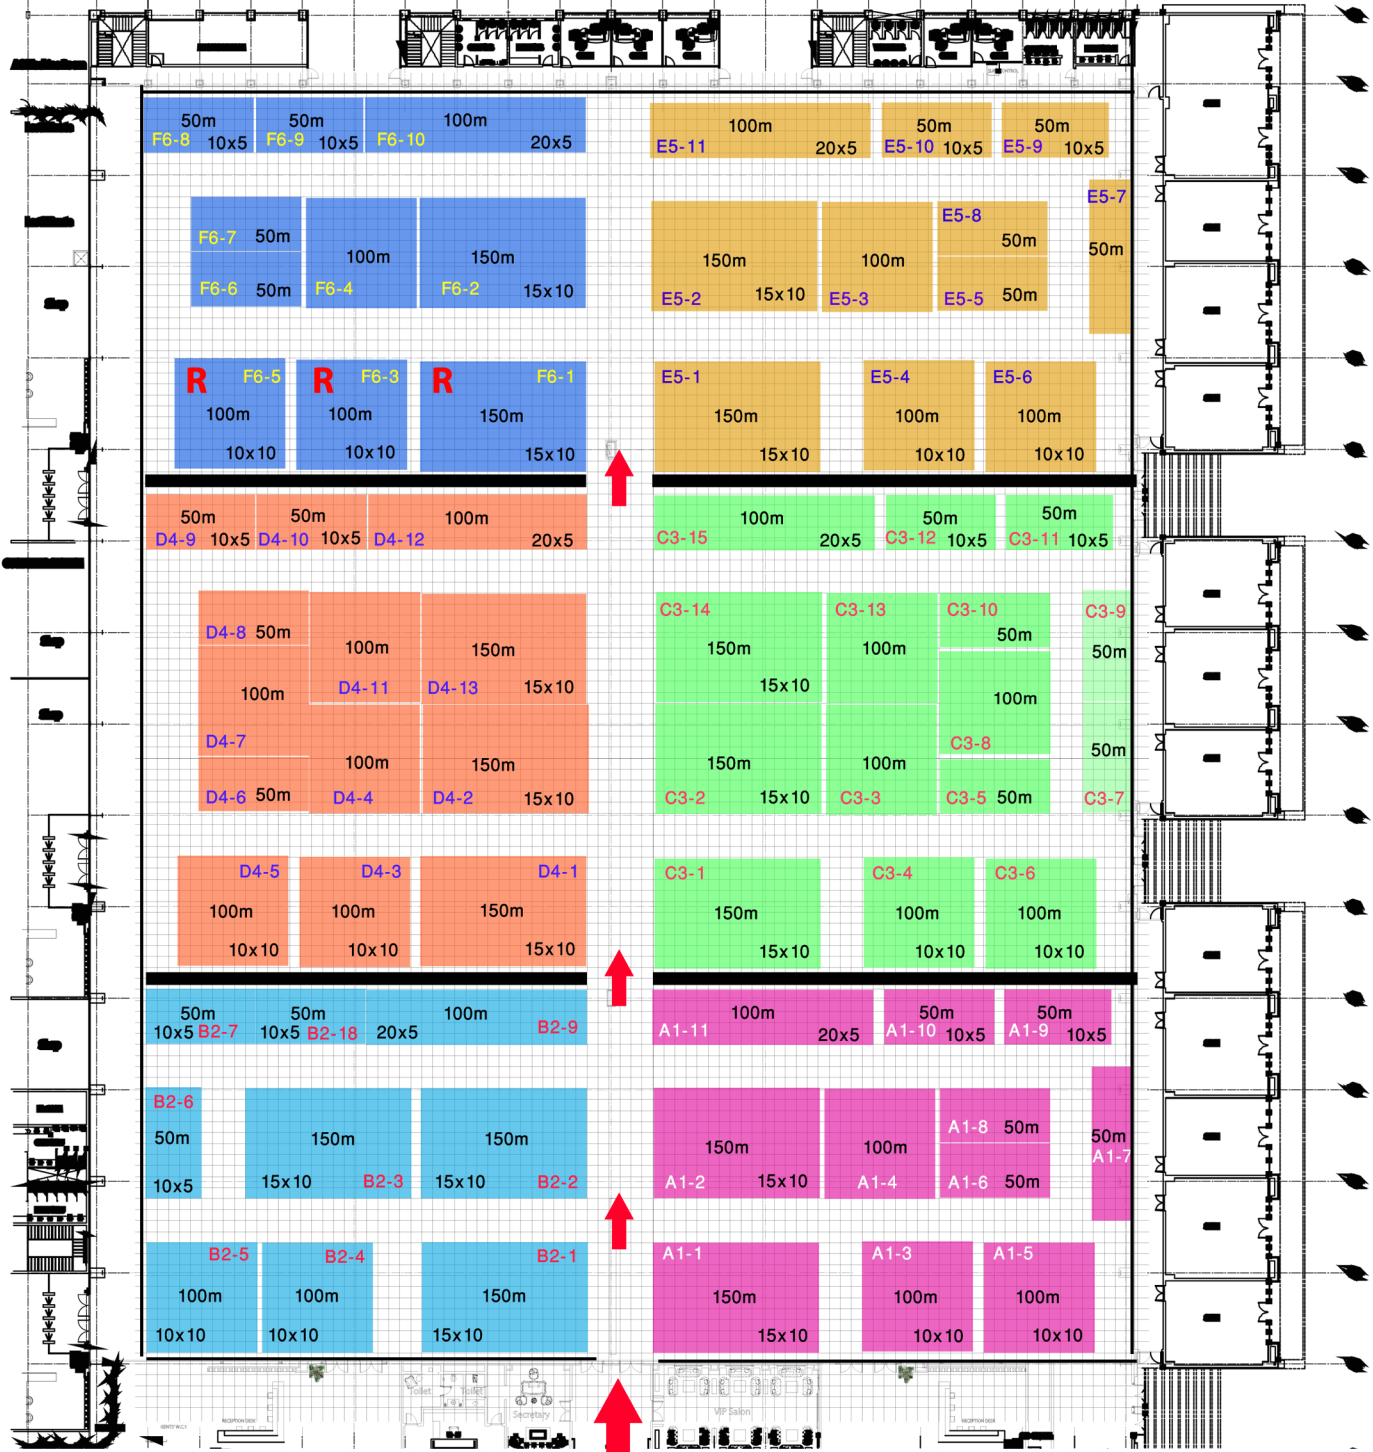 50m
F6-8 10x5
50m
F6-9 10x5
100m
F6-10 20x5
100m
E5-11 20x5
50m
E5-10 10x5
50m
E5-9 10x5
F6-7 50m
F6-6 50m
100m
F6-4
150m
F6-2 15x10
150m
15x10
E5-2
100m
E5-3
E5-8
50m
E5-5 50m
E5-7
50m
R F6-5
100m
10x10
R F6-3
100m
10x10
R F6-1
150m
15x10
E5-1
150m
15x10
E5-4
100m
10x10
E5-6
100m
10x10
50m
D4-9 10x5
50m
D4-10 10x5
100m
D4-12 20x5
100m
C3-15 20x5
50m
C3-12 10x5
50m
C3-11 10x5
D4-8 50m
100m
D4-7
D4-6 50m
100m
D4-11
150m
D4-13 15x10
100m
D4-4
150m
D4-2 15x10
C3-14
150m
15x10
C3-13
100m
C3-10
50m
100m
C3-8
C3-9
50m
50m
C3-7
150m
C3-2 15x10
100m
C3-3
C3-5 50m
D4-5
100m
10x10
D4-3
100m
10x10
D4-1
150m
15x10
C3-1
150m
15x10
C3-4
100m
10x10
C3-6
100m
10x10
50m
10x5 B2-7
50m
10x5 B2-18
100m
20x5 B2-9
100m
A1-11 20x5
50m
A1-10 10x5
50m
A1-9 10x5
B2-6
50m
10x5
150m
15x10 B2-3
150m
15x10 B2-2
150m
A1-2 15x10
100m
A1-4
A1-8 50m
A1-6 50m
50m
A1-7
B2-5
100m
10x10
B2-4
100m
10x10
B2-1
150m
15x10
A1-1
150m
15x10
A1-3
100m
10x10
A1-5
100m
10x10
Toilet
Toilet
Secretary
VIP Salon
RECEPTION DESK
RECEPTION DESK